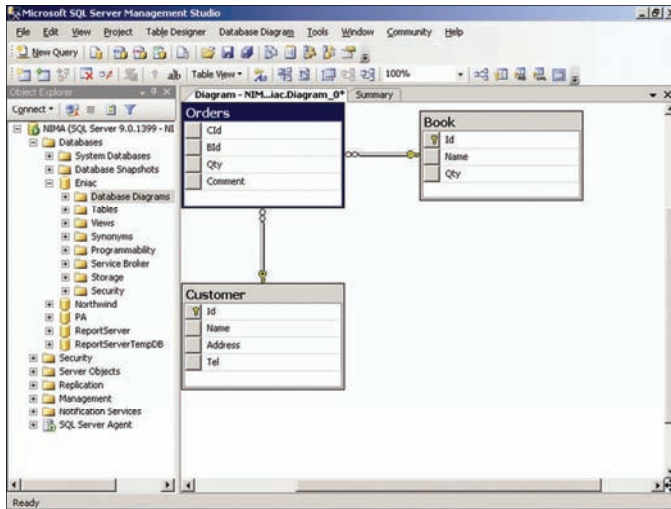 Microsoft SQL Server Management Studio
File Edit View Project Table Designer Database Diagram Tools Window Community Help
New Query
Table View 100%
Object Explorer
Diagram - NIM...iac.Diagram_0* Summary
Connect
NIMA (SQL Server 9.0.1399 - NI
Databases
System Databases
Database Snapshots
Eniac
Database Diagrams
Tables
Views
Synonyms
Programmability
Service Broker
Storage
Security
Northwind
PA
ReportServer
ReportServerTempDB
Security
Server Objects
Replication
Management
Notification Services
SQL Server Agent
Orders
CId
BId
Qty
Comment
Book
Id
Name
Qty
Customer
Id
Name
Address
Tel
Ready